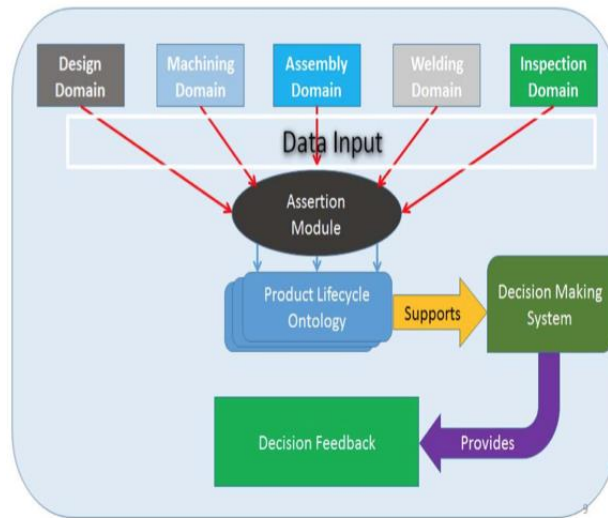 Design
Domain
Machining
Domain
Assembly
Domain
Welding
Domain
Inspection
Domain
Data Input
Assertion
Module
Product Lifecycle
Ontology
Supports
Decision Making
System
Decision Feedback
Provides
9